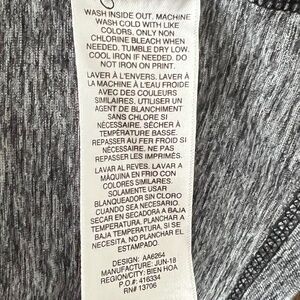 WASH INSIDE OUT. MACHINE
WASH COLD WITH LIKE
COLORS. ONLY NON
CHLORINE BLEACH WHEN
NEEDED. TUMBLE DRY LOW.
COOL IRON IF NEEDED. DO
NOT IRON ON PRINT.
LAVER À L'ENVERS. LAVER À
LA MACHINE À L'EAU FROIDE
AVEC DES COULEURS
SIMILAIRES. UTILISER UN
AGENT DE BLANCHIMENT
SANS CHLORE SI
NÉCESSAIRE. SÉCHER À
TEMPÉRATURE BASSE.
REPASSER AU FER FROID SI
NÉCESSAIRE. NE PAS
REPASSER LES IMPRIMÉS.
LAVAR AL REVES. LAVAR A
MÁQUINA EN FRIO CON
COLORES SIMILARES.
SOLAMENTE USAR
BLANQUEADOR SIN CLORO
CUANDO SEA NECESARIO.
SECAR EN SECADORA A BAJA
TEMPERATURA. PLANCHAR A
BAJA TEMPERATURA, SI SE
NECESITA. NO PLANCHAR EL
ESTAMPADO.
DESIGN: AA6264
MANUFACTURE: JUN-18
REGION/CITY: BIEN HOA
P.O.#: 416334
RN# 13706